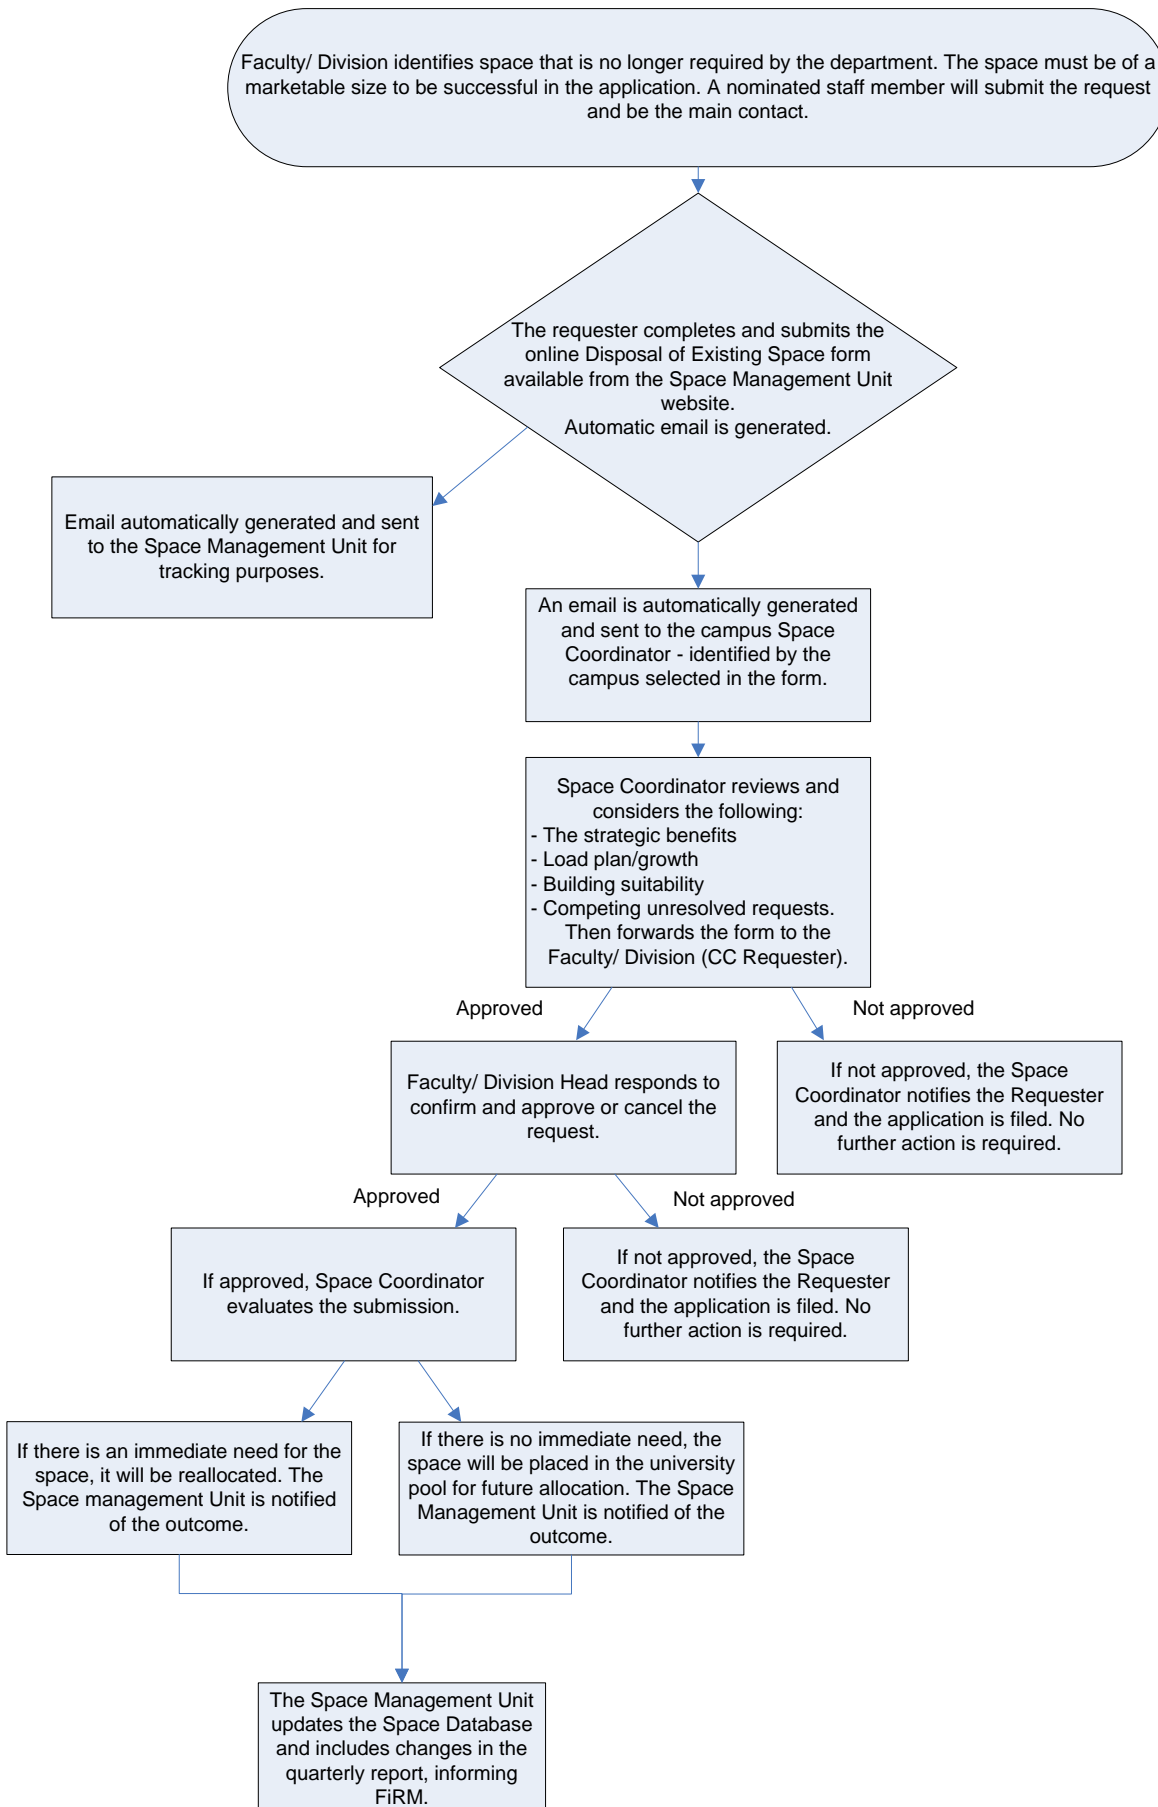 Faculty/ Division identifies space that is no longer required by the department. The space must be of a
marketable size to be successful in the application. A nominated staff member will submit the request
and be the main contact.
The requester completes and submits the
online Disposal of Existing Space form
available from the Space Management Unit
website.
Automatic email is generated.
Email automatically generated and sent
to the Space Management Unit for
tracking purposes.
An email is automatically generated
and sent to the campus Space
Coordinator - identified by the
campus selected in the form.
Space Coordinator reviews and
considers the following:
- The strategic benefits
- Load plan/growth
- Building suitability
- Competing unresolved requests.
Then forwards the form to the
Faculty/ Division (CC Requester).
Approved
Not approved
Faculty/ Division Head responds to
confirm and approve or cancel the
request.
If not approved, the Space
Coordinator notifies the Requester
and the application is filed. No
further action is required.
Approved
Not approved
If approved, Space Coordinator
evaluates the submission.
If not approved, the Space
Coordinator notifies the Requester
and the application is filed. No
further action is required.
If there is an immediate need for the
space, it will be reallocated. The
Space management Unit is notified
of the outcome.
If there is no immediate need, the
space will be placed in the university
pool for future allocation. The Space
Management Unit is notified of the
outcome.
The Space Management Unit
updates the Space Database
and includes changes in the
quarterly report, informing
FiRM.